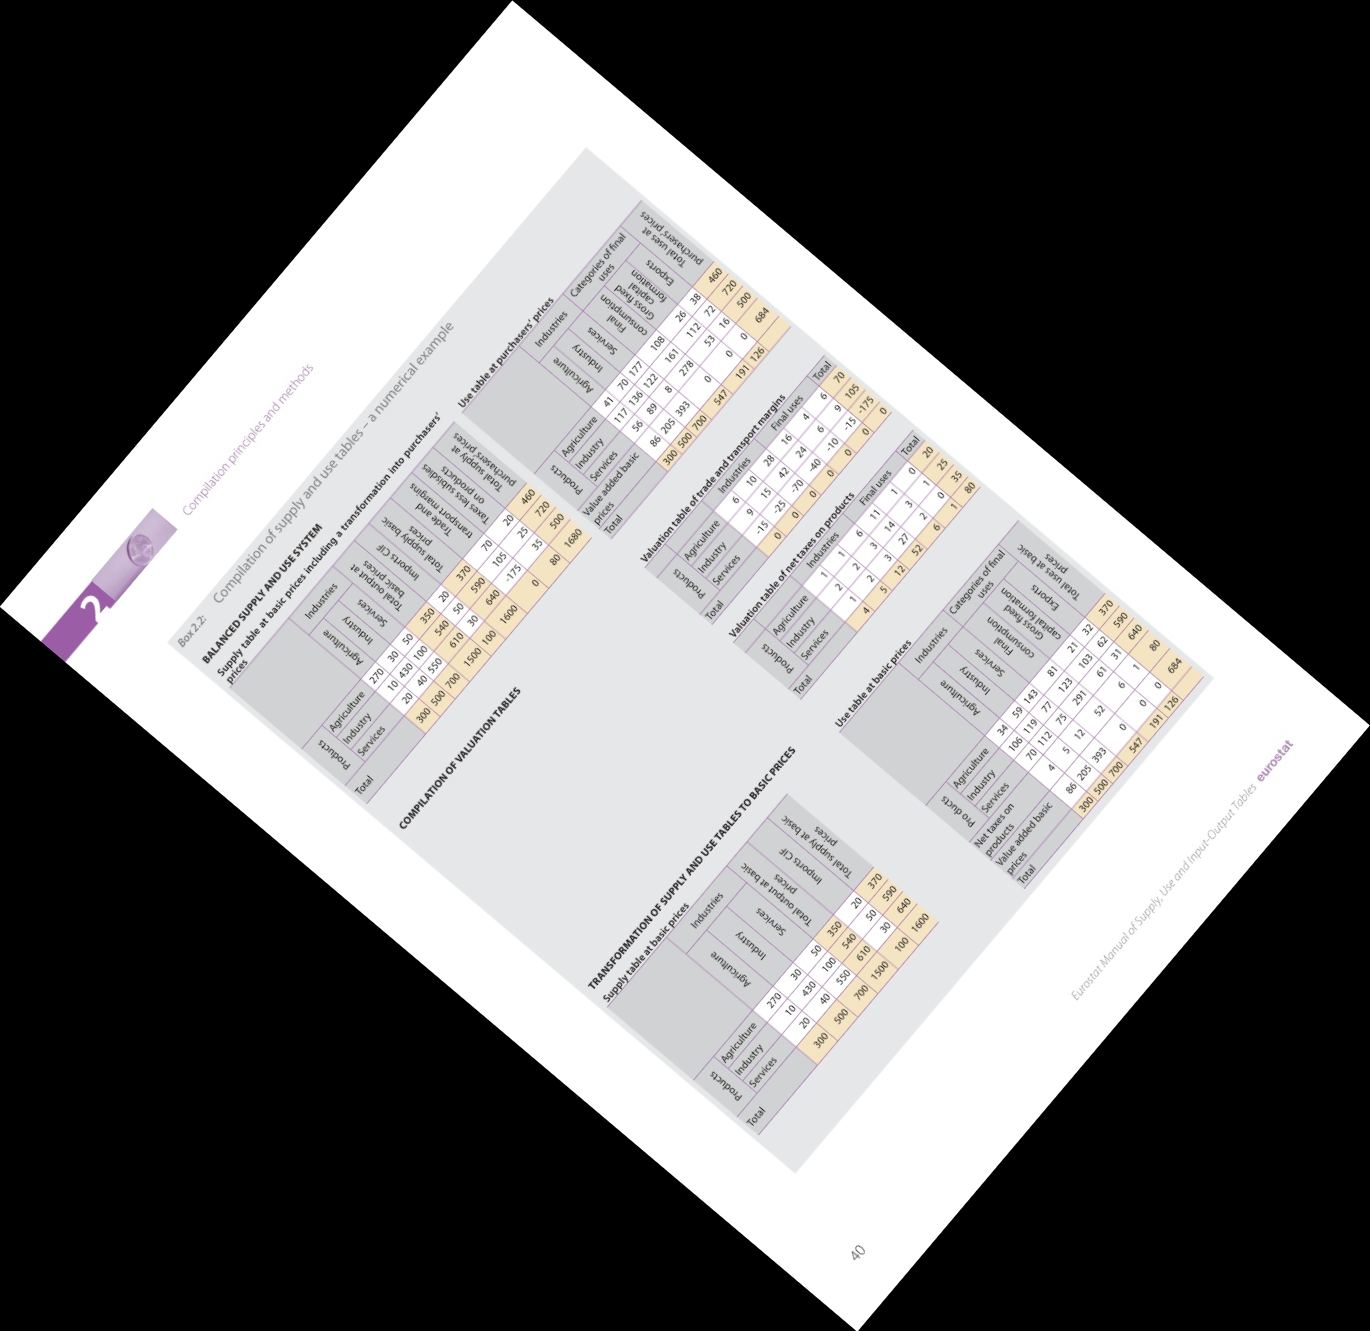 2
Compilation principles and methods
Box 2.2: Compilation of supply and use tables – a numerical example
BALANCED SUPPLY AND USE SYSTEM
Supply table at basic prices including a transformation into purchasers'
prices
Industries
Agriculture
Industry
Services
Total output at
basic prices
Imports CIF
Total supply basic
prices
Trade and
transport margins
Taxes less subsidies
on products
Total supply at
purchasers prices
Products
Agriculture 270 30 50 350 20 370 70 20 460
Industry 10 430 100 540 50 590 105 25 720
Services 20 40 550 610 30 640 -175 35 500
Total 300 500 700 1500 100 1600 0 80 1680
Use table at purchasers' prices
Industries
Categories of final
uses
Agriculture
Industry
Services
Final
consumption
Gross fixed
capital
formation
Exports
Total uses at
purchasers' prices
Products
Agriculture 41 70 177 108 26 38 460
Industry 117 136 122 161 112 72 720
Services 56 89 8 278 53 16 500
Value added basic
prices
86 205 393 0 0 0 684
Total 300 500 700 547 191 126
COMPILATION OF VALUATION TABLES
Valuation table of trade and transport margins
Industries Final uses Total
Products
Agriculture 6 10 28 16 4 6 70
Industry 9 15 42 24 6 9 105
Services -15 -25 -70 -40 -10 -15 -175
Total 0 0 0 0 0 0 0
Valuation table of net taxes on products
Industries Final uses Total
Products
Agriculture 1 1 6 11 1 0 20
Industry 2 2 3 14 3 1 25
Services 1 2 3 27 2 0 35
Total 4 5 12 52 6 1 80
TRANSFORMATION OF SUPPLY AND USE TABLES TO BASIC PRICES
Supply table at basic prices
Industries
Agriculture
Industry
Services
Total output at basic
prices
Imports CIF
Total supply at basic
prices
Products
Agriculture 270 30 50 350 20 370
Industry 10 430 100 540 50 590
Services 20 40 550 610 30 640
Total 300 500 700 1500 100 1600
Use table at basic prices
Industries
Categories of final
uses
Agriculture
Industry
Services
Final
consumption
Gross fixed
capital formation
Exports
Total uses at basic
prices
Pro ducts
Agriculture 34 59 143 81 21 32 370
Industry 106 119 77 123 103 62 590
Services 70 112 75 291 61 31 640
Net taxes on
products
4 5 12 52 6 1 80
Value added basic
prices
86 205 393 0 0 0 684
Total 300 500 700 547 191 126
40
Eurostat Manual of Supply, Use and Input-Output Tables eurostat